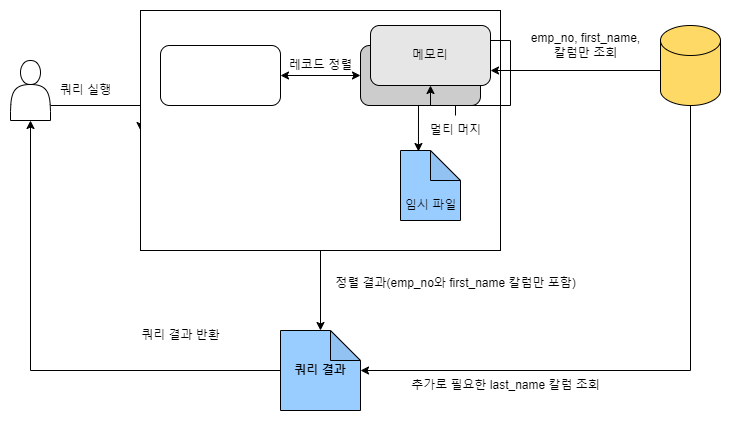 emp_no, first_name,
칼럼만 조회
메모리
레코드 정렬
쿼리 실행
멀티 머지
임시 파일
정렬 결과(emp_no와 first_name 칼럼만 포함)
쿼리 결과 반환
쿼리 결과
추가로 필요한 last_name 칼럼 조회